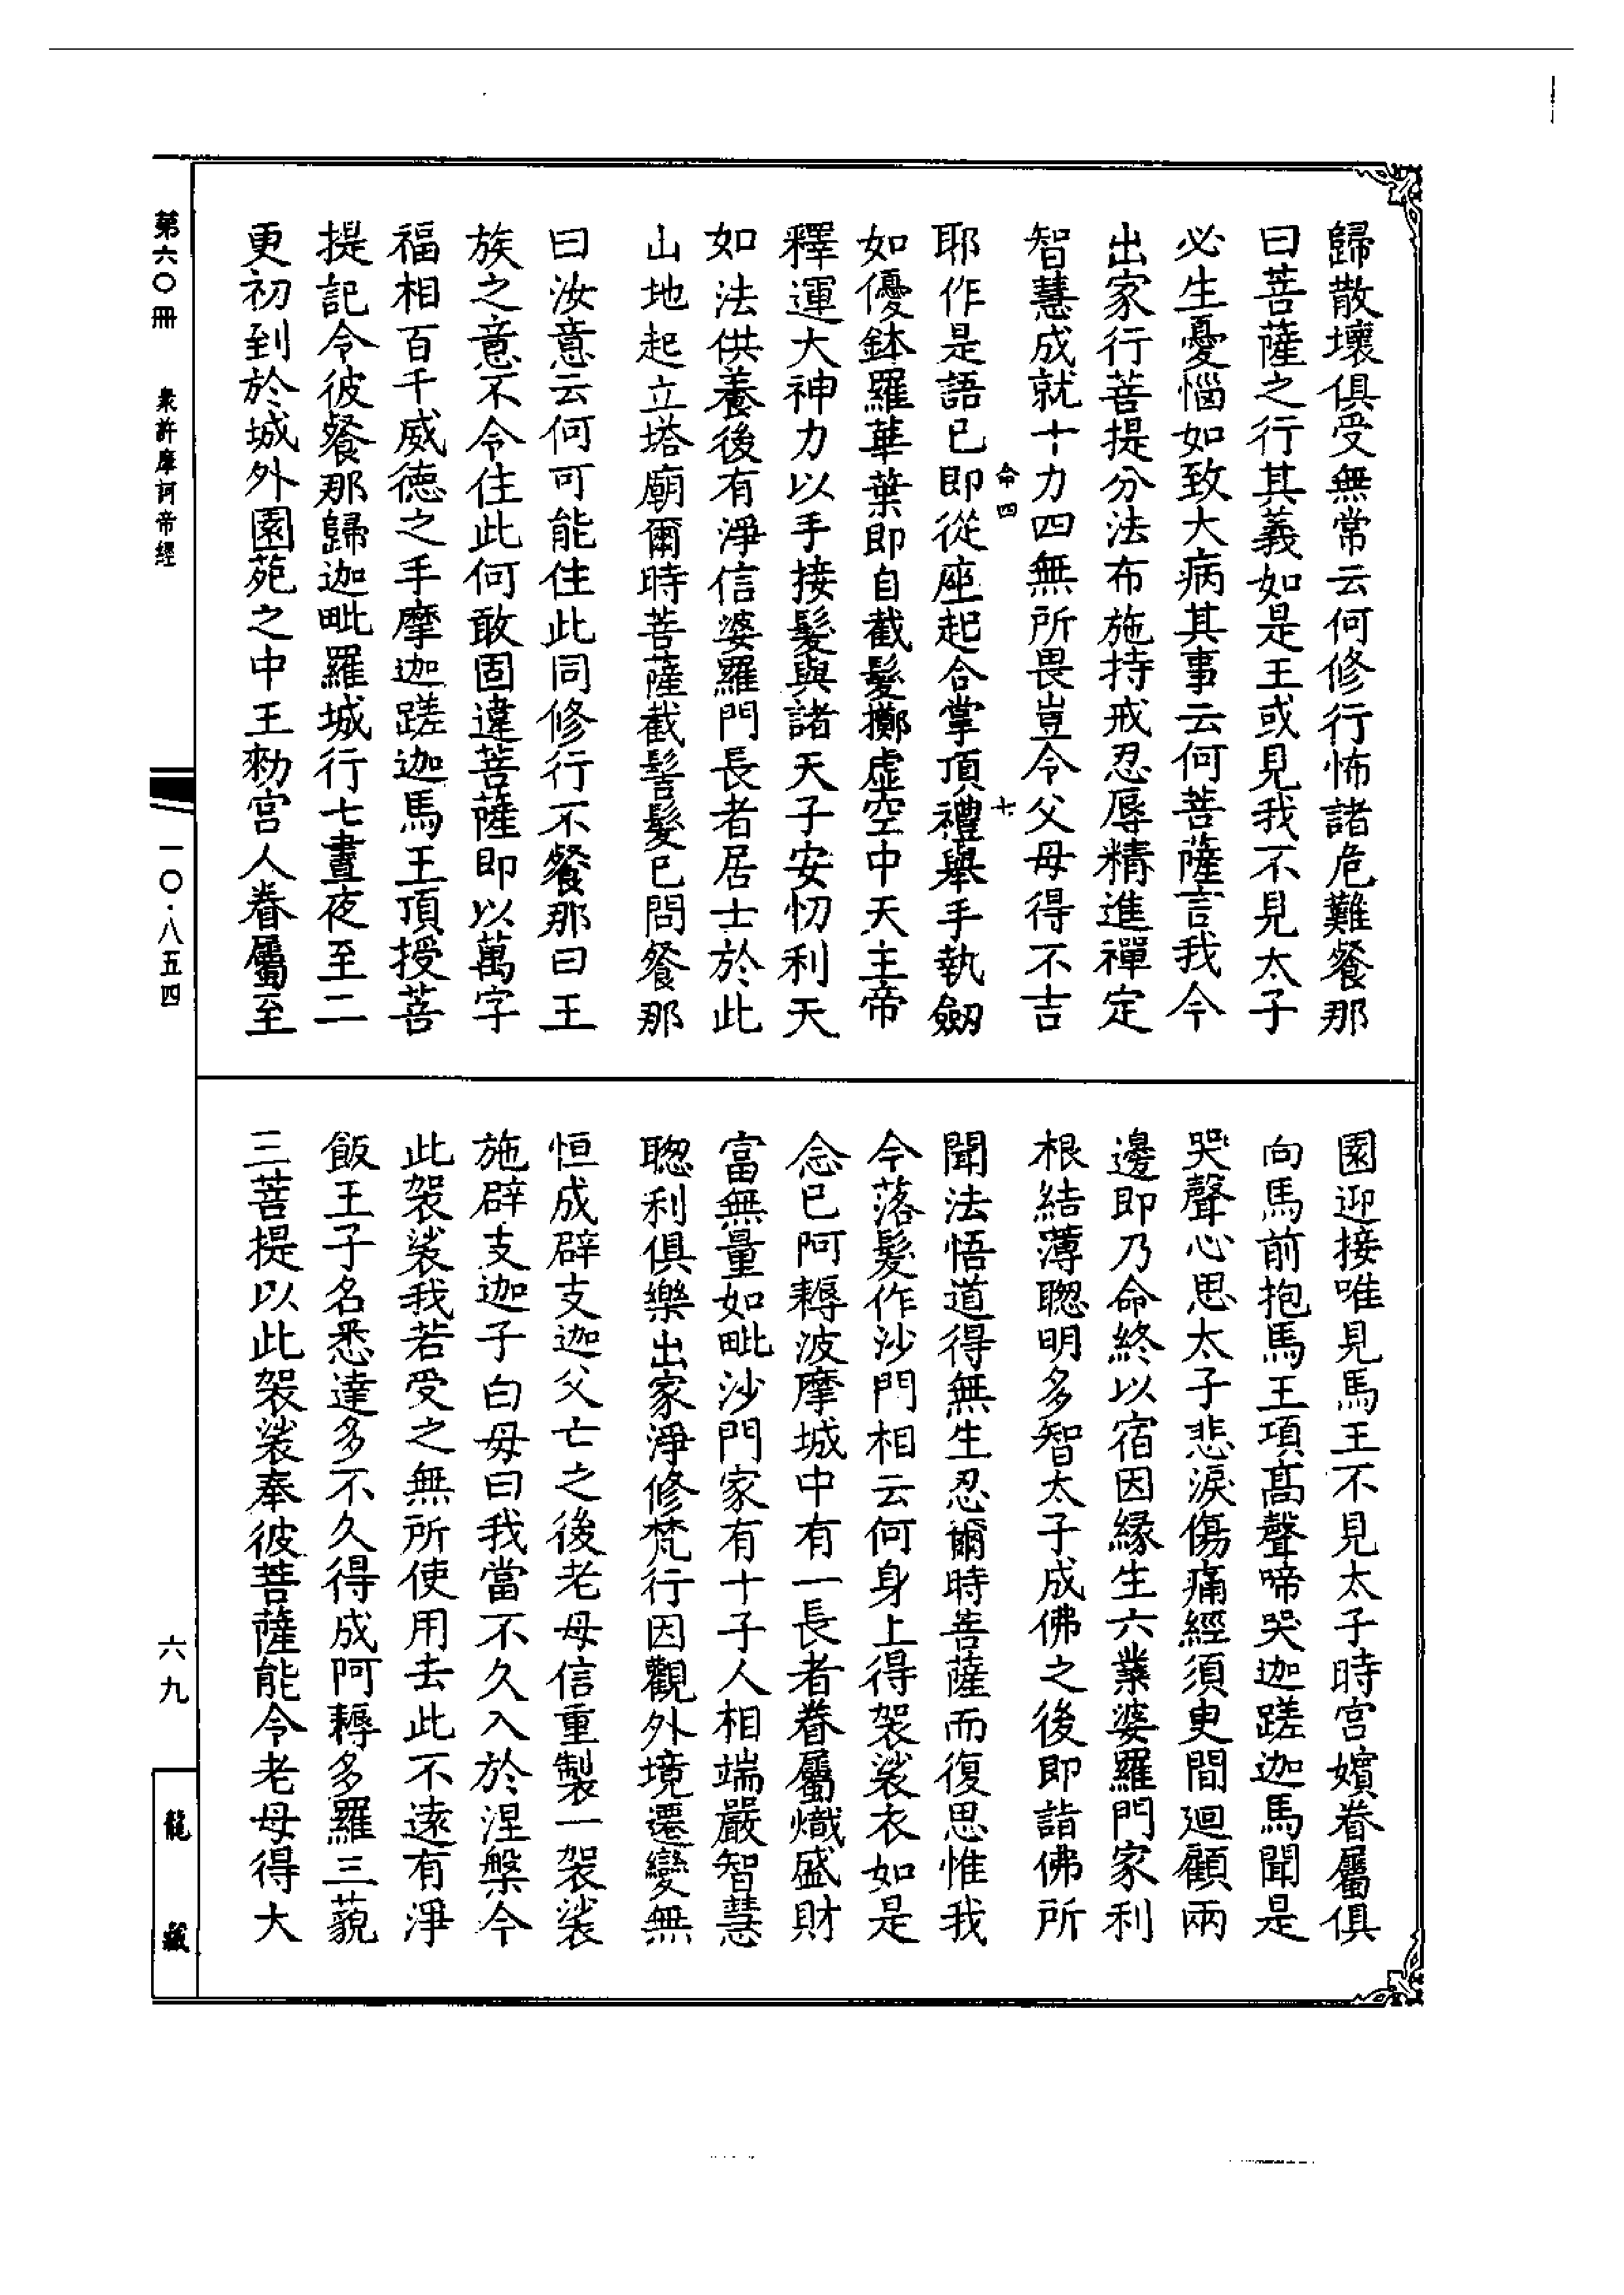 歸散壞俱受無常云何修行怖諸危難餐那
曰菩薩之行其義如是王或見我不見太子
必生憂惱如致大病其事云何菩薩言我今
出家行菩提分法布施持戒忍辱精進禪定
智慧成就十力四無所畏豈令父母得不吉
命四
七
耶作是語已即從座起合掌頂禮舉手執劒
如優鉢羅華葉即自截髮擲虛空中天主帝
釋運大神力以手接髮與諸天子安忉利天
如法供養後有淨信婆羅門長者居士於此
山地起立塔廟爾時菩薩截髻髮已問餐那
曰汝意云何可能住此同修行不餐那曰王
族之意不令住此何敢固違菩薩即以萬字
福相百千威德之手摩迦蹉迦馬王頂授菩
提記令彼餐那歸迦毗羅城行七晝夜至二
更初到於城外園苑之中王勑宮人眷屬至
園迎接唯見馬王不見太子時宮嬪眷屬俱
向馬前抱馬王項高聲啼哭迦蹉迦馬聞是
哭聲心思太子悲淚傷痛經須臾間迴顧兩
邊即乃命終以宿因緣生六業婆羅門家利
根結薄聦明多智太子成佛之後即詣佛所
聞法悟道得無生忍爾時菩薩而復思惟我
今落髮作沙門相云何身上得袈裟衣如是
念已阿耨波摩城中有一長者眷屬熾盛財
富無量如毗沙門家有十子人相端嚴智慧
聦利俱樂出家淨修梵行因觀外境遷變無
恒成辟支迦父亡之後老母信重製一袈裟
施辟支迦子白母曰我當不久入於涅槃今
此袈裟我若受之無所使用去此不遠有淨
飯王子名悉達多不久得成阿耨多羅三藐
三菩提以此袈裟奉彼菩薩能令老母得大
第六〇冊 衆許摩訶帝經
一〇·八五四
六九
龍藏